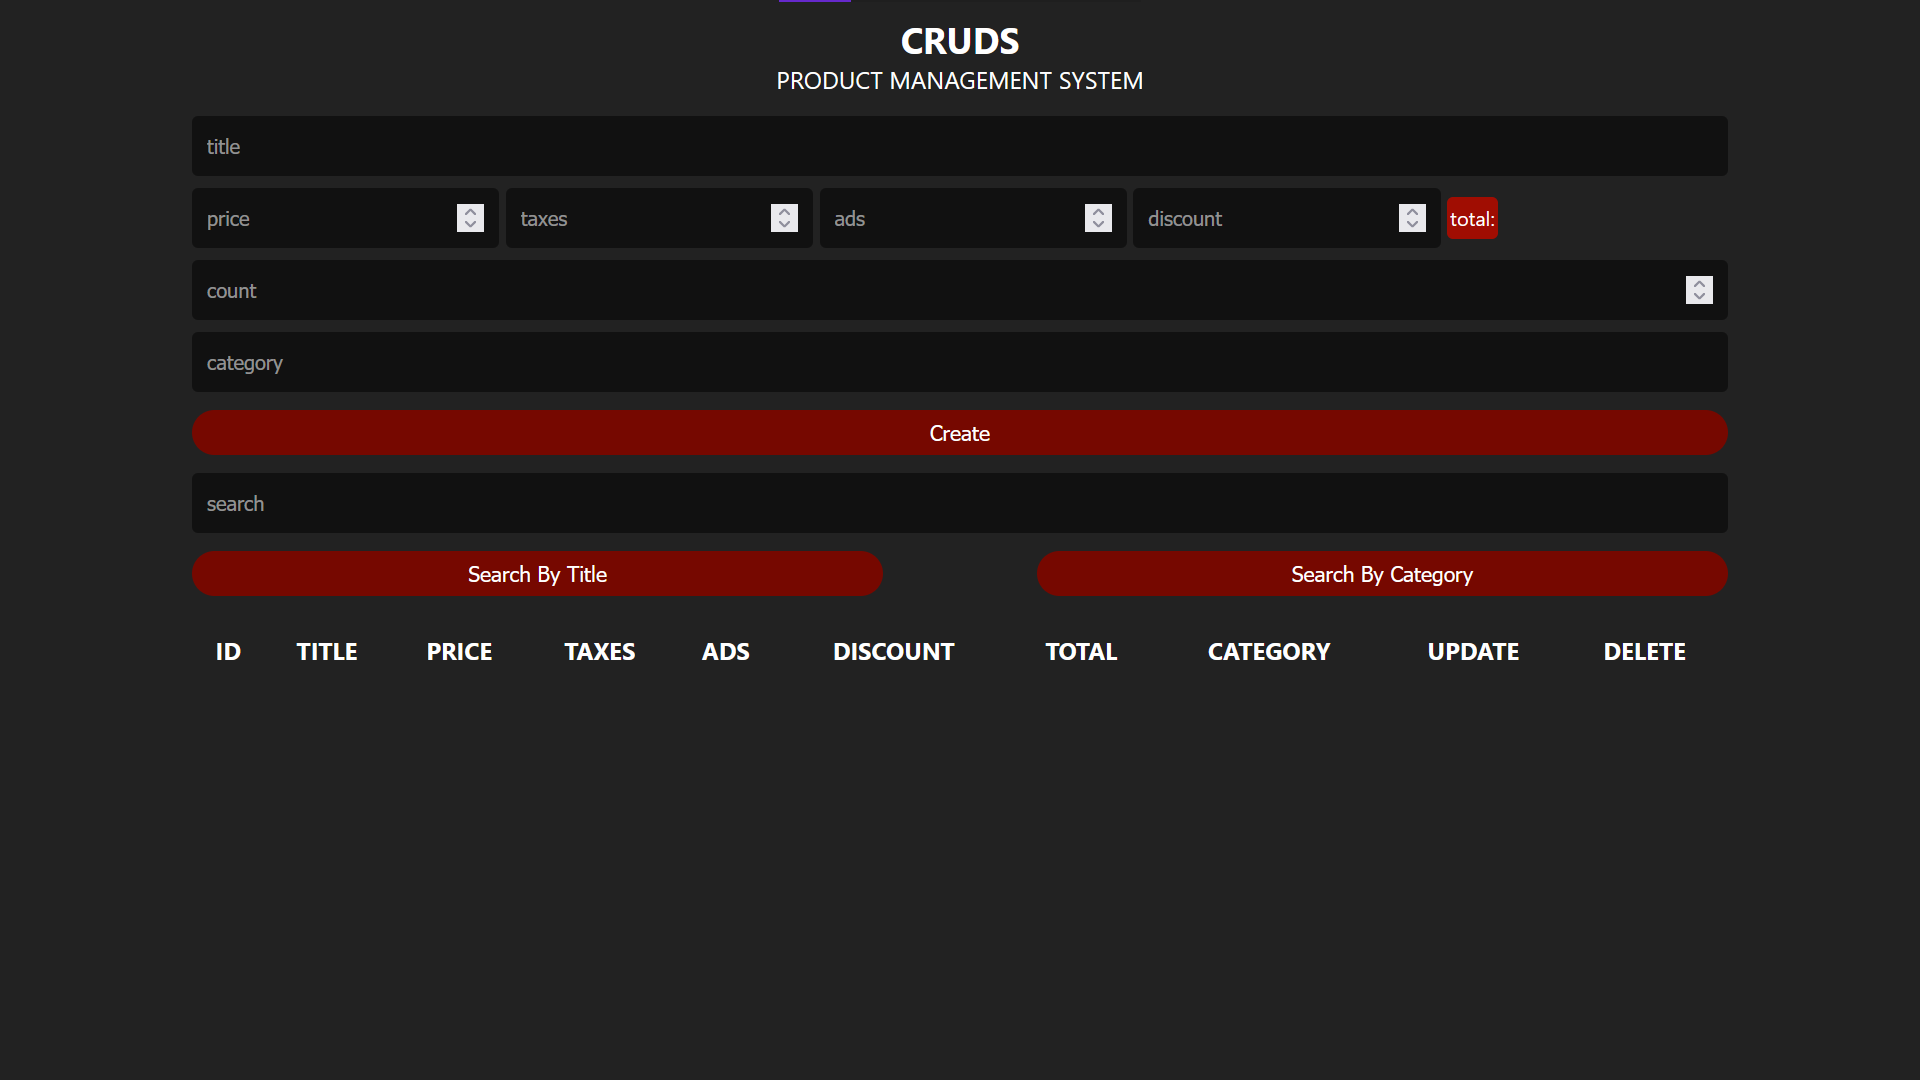 CRUDS
PRODUCT MANAGEMENT SYSTEM
title
price taxes ads discount total:
count
category
Create
search
Search By Title Search By Category
ID TITLE PRICE TAXES ADS DISCOUNT TOTAL CATEGORY UPDATE DELETE